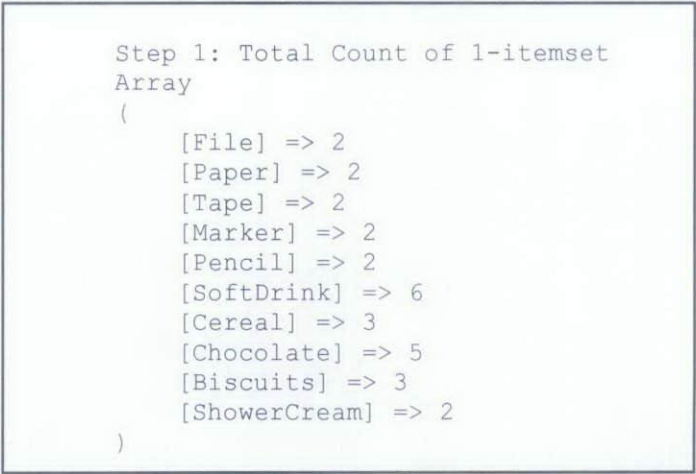 Step 1: Total Count of 1-itemset
Array
(
[File] => 2
[Paper] => 2
[Tape] => 2
[Marker] => 2
[Pencil] => 2
[SoftDrink] => 6
[Cereal] => 3
[Chocolate] => 5
[Biscuits] => 3
[ShowerCream] => 2
)